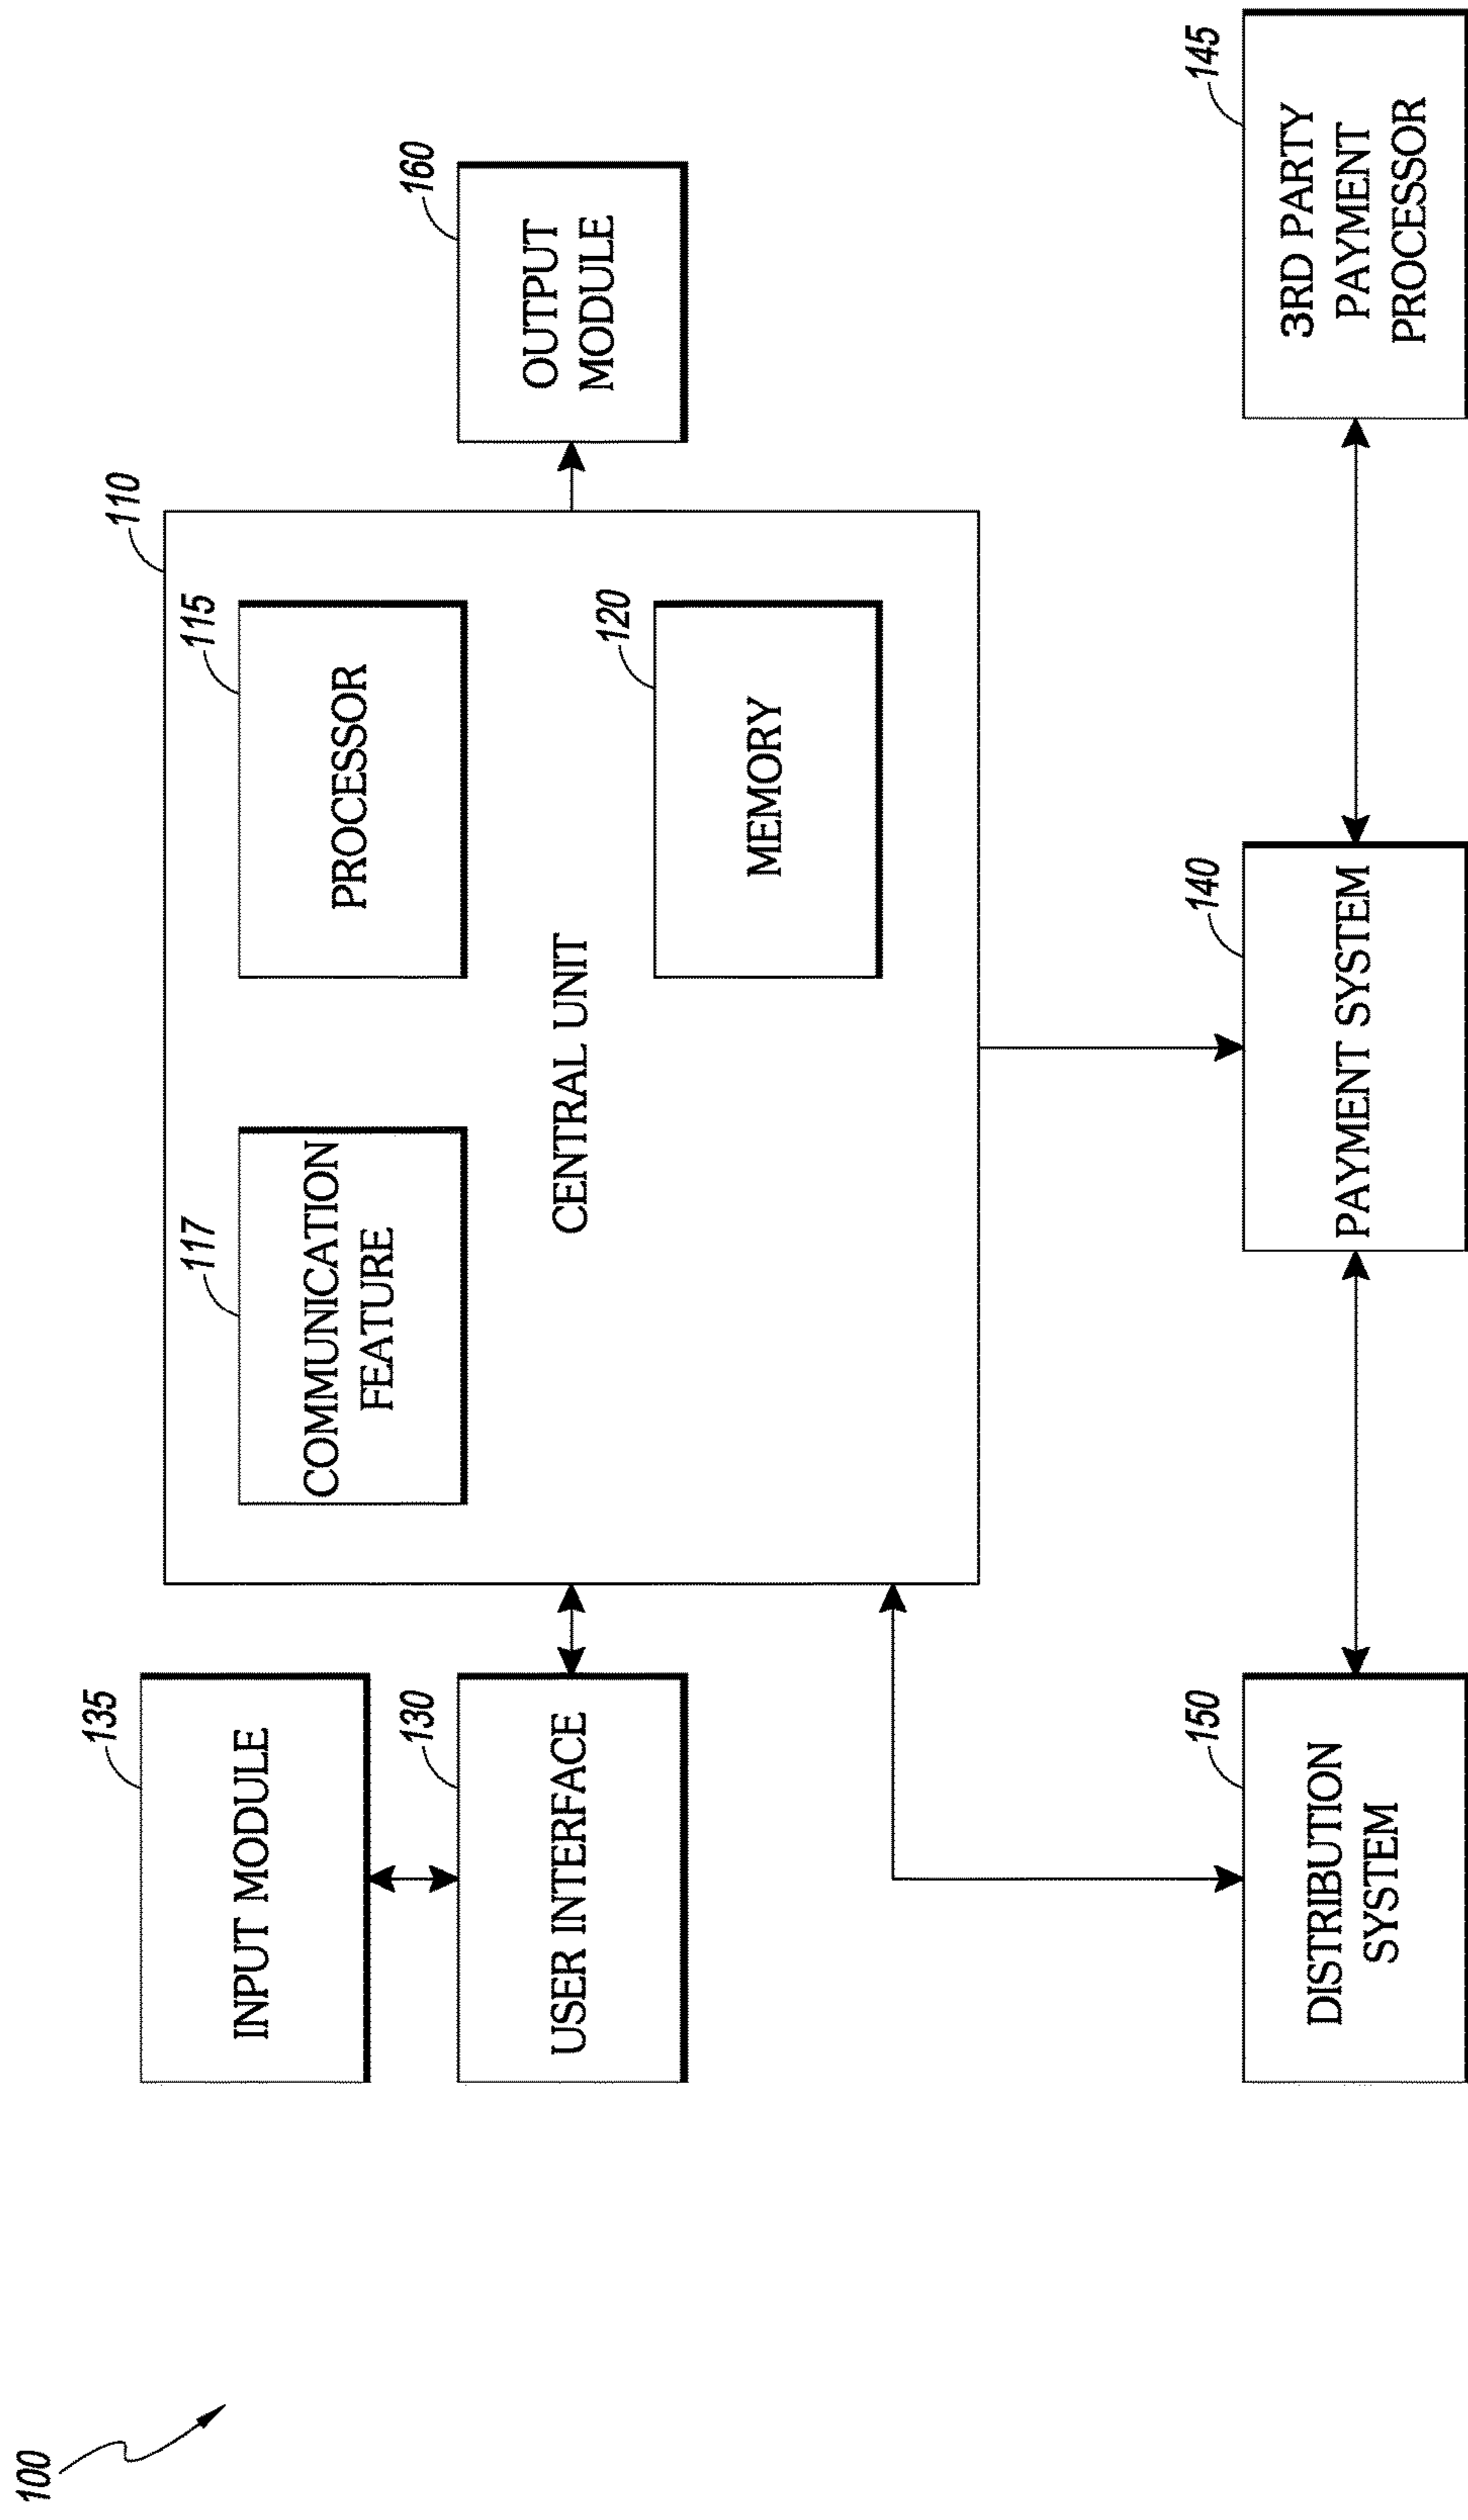 100
135
INPUT MODULE
130
USER INTERFACE
110
117
COMMUNICATION
FEATURE
115
PROCESSOR
CENTRAL UNIT
120
MEMORY
160
OUTPUT
MODULE
150
DISTRIBUTION
SYSTEM
140
PAYMENT SYSTEM
145
3RD PARTY
PAYMENT
PROCESSOR